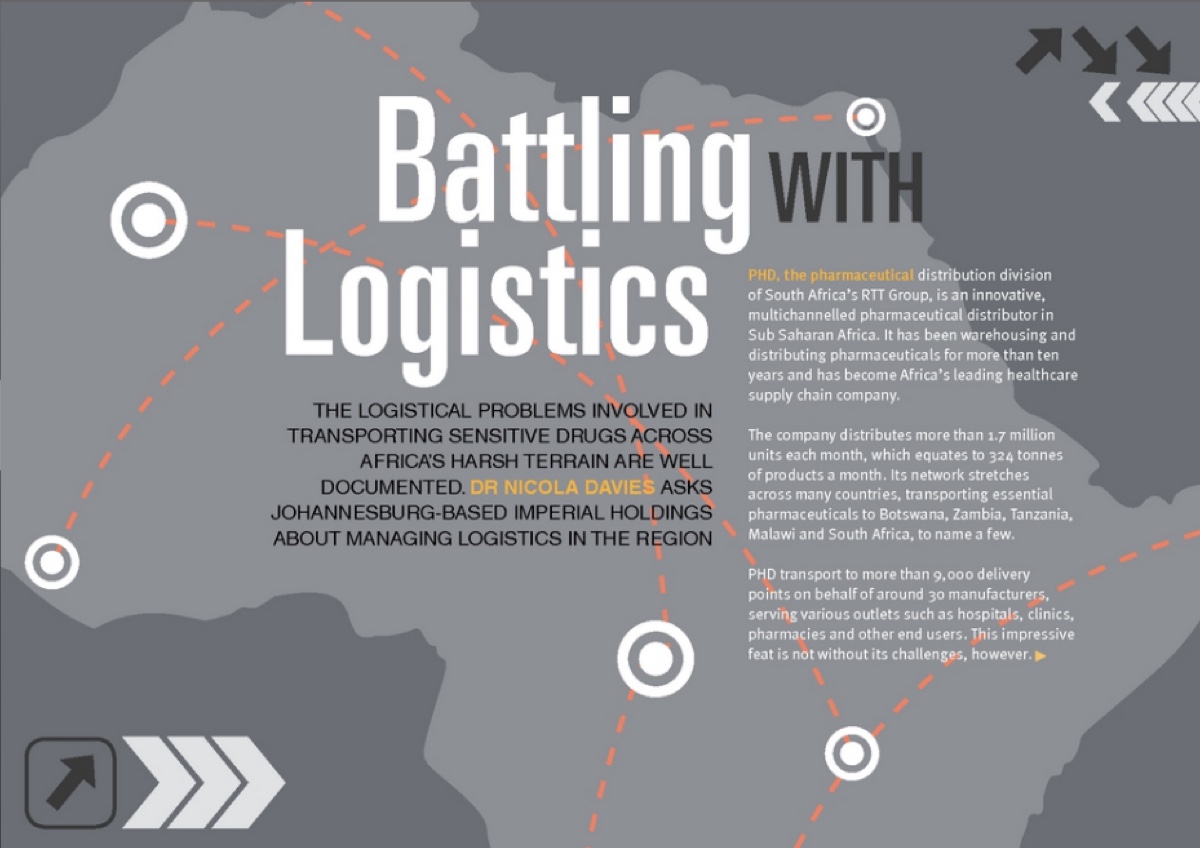 Battling WITH
Logistics
THE LOGISTICAL PROBLEMS INVOLVED IN
TRANSPORTING SENSITIVE DRUGS ACROSS
AFRICA'S HARSH TERRAIN ARE WELL
DOCUMENTED. DR NICOLA DAVIES ASKS
JOHANNESBURG-BASED IMPERIAL HOLDINGS
ABOUT MANAGING LOGISTICS IN THE REGION
PHD, the pharmaceutical distribution division
of South Africa's RTT Group, is an innovative,
multichannelled pharmaceutical distributor in
Sub Saharan Africa. It has been warehousing and
distributing pharmaceuticals for more than ten
years and has become Africa's leading healthcare
supply chain company.
The company distributes more than 1.7 million
units each month, which equates to 324 tonnes
of products a month. Its network stretches
across many countries, transporting essential
pharmaceuticals to Botswana, Zambia, Tanzania,
Malawi and South Africa, to name a few.
PHD transport to more than 9,000 delivery
points on behalf of around 30 manufacturers,
serving various outlets such as hospitals, clinics,
pharmacies and other end users. This impressive
feat is not without its challenges, however.